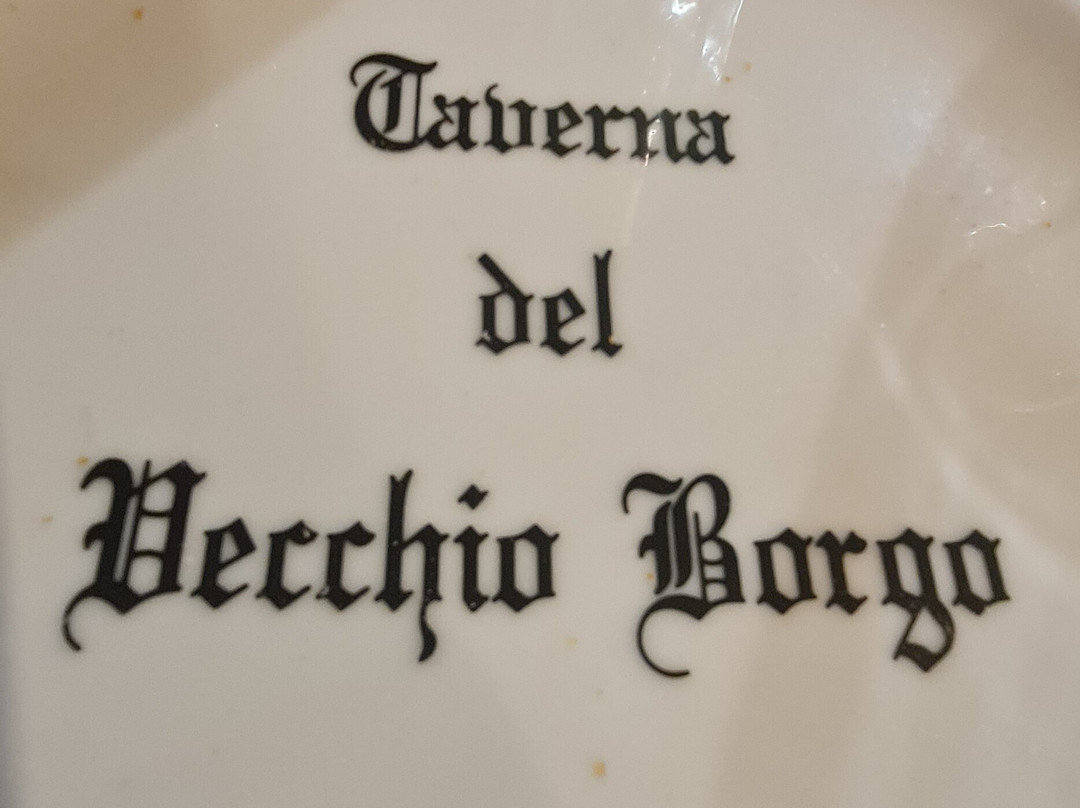 Taverna
del
Vecchio Borgo